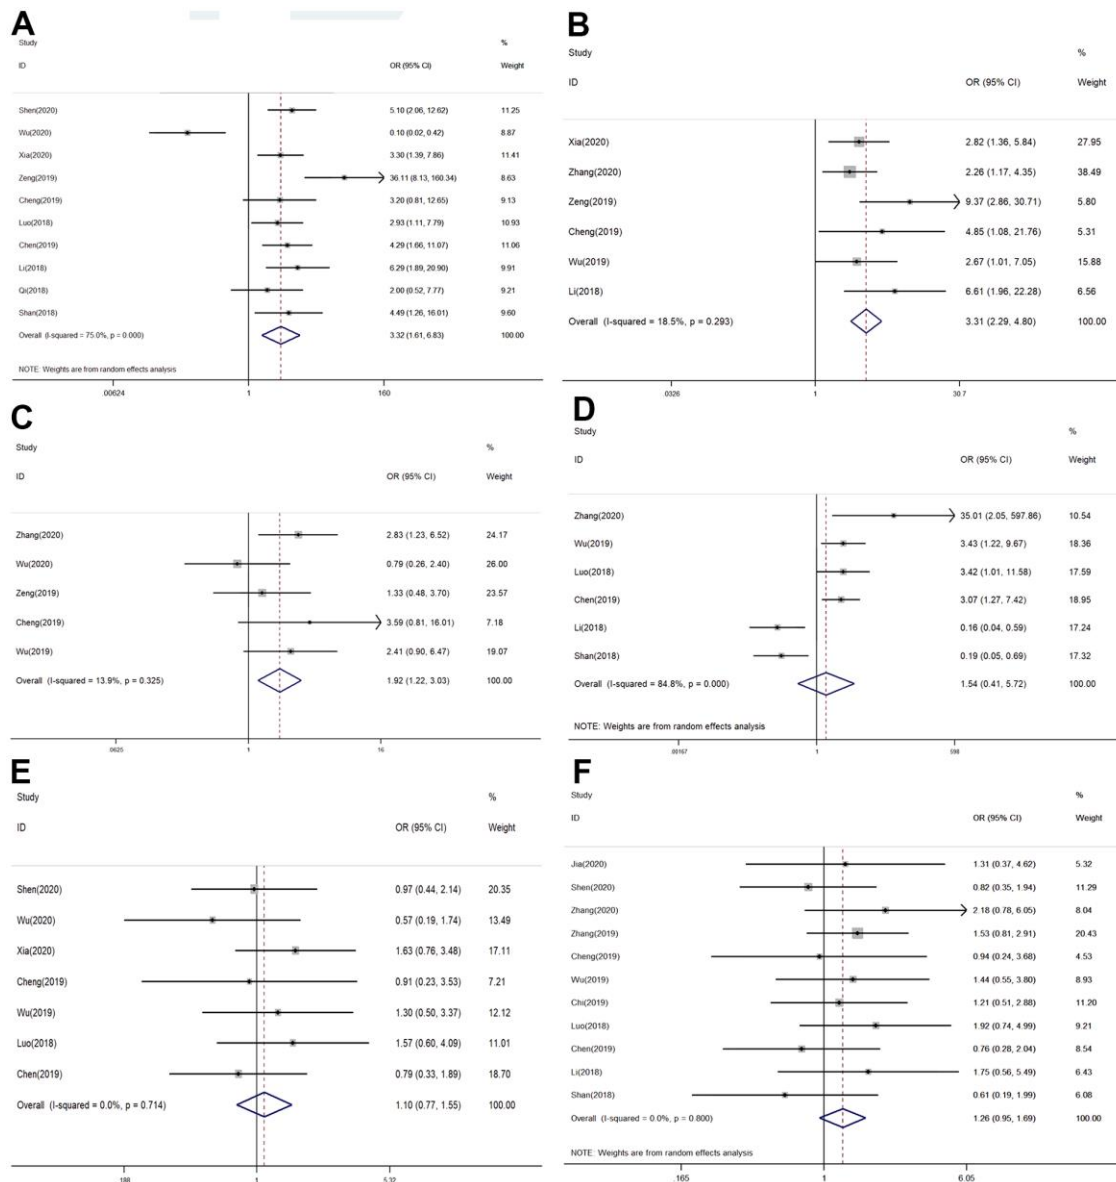 A
Study %
ID OR (95% CI) Weight
Shen(2020) 5.10 (2.06, 12.62) 11.25
Wu(2020) 0.10 (0.02, 0.42) 8.87
Xia(2020) 3.30 (1.39, 7.86) 11.41
Zeng(2019) 36.11 (8.13, 160.34) 8.63
Cheng(2019) 3.20 (0.81, 12.65) 9.13
Luo(2018) 2.93 (1.11, 7.79) 10.93
Chen(2019) 4.29 (1.66, 11.07) 11.06
Li(2018) 6.29 (1.89, 20.90) 9.91
Qi(2018) 2.00 (0.52, 7.77) 9.21
Shan(2018) 4.49 (1.26, 16.01) 9.60
Overall (I-squared = 75.0%, p = 0.000) 3.32 (1.61, 6.83) 100.00
NOTE: Weights are from random effects analysis
.00624 1 160
B
Study %
ID OR (95% CI) Weight
Xia(2020) 2.82 (1.36, 5.84) 27.95
Zhang(2020) 2.26 (1.17, 4.35) 38.49
Zeng(2019) 9.37 (2.86, 30.71) 5.80
Cheng(2019) 4.85 (1.08, 21.76) 5.31
Wu(2019) 2.67 (1.01, 7.05) 15.88
Li(2018) 6.61 (1.96, 22.28) 6.56
Overall (I-squared = 18.5%, p = 0.293) 3.31 (2.29, 4.80) 100.00
.0326 1 30.7
C
Study %
ID OR (95% CI) Weight
Zhang(2020) 2.83 (1.23, 6.52) 24.17
Wu(2020) 0.79 (0.26, 2.40) 26.00
Zeng(2019) 1.33 (0.48, 3.70) 23.57
Cheng(2019) 3.59 (0.81, 16.01) 7.18
Wu(2019) 2.41 (0.90, 6.47) 19.07
Overall (I-squared = 13.9%, p = 0.325) 1.92 (1.22, 3.03) 100.00
.0625 1 16
D
Study %
ID OR (95% CI) Weight
Zhang(2020) 35.01 (2.05, 597.86) 10.54
Wu(2019) 3.43 (1.22, 9.67) 18.36
Luo(2018) 3.42 (1.01, 11.58) 17.59
Chen(2019) 3.07 (1.27, 7.42) 18.95
Li(2018) 0.16 (0.04, 0.59) 17.24
Shan(2018) 0.19 (0.05, 0.69) 17.32
Overall (I-squared = 84.8%, p = 0.000) 1.54 (0.41, 5.72) 100.00
NOTE: Weights are from random effects analysis
.00167 1 598
E
Study %
ID OR (95% CI) Weight
Shen(2020) 0.97 (0.44, 2.14) 20.35
Wu(2020) 0.57 (0.19, 1.74) 13.49
Xia(2020) 1.63 (0.76, 3.48) 17.11
Cheng(2019) 0.91 (0.23, 3.53) 7.21
Wu(2019) 1.30 (0.50, 3.37) 12.12
Luo(2018) 1.57 (0.60, 4.09) 11.01
Chen(2019) 0.79 (0.33, 1.89) 18.70
Overall (I-squared = 0.0%, p = 0.714) 1.10 (0.77, 1.55) 100.00
.188 1 5.32
F
Study %
ID OR (95% CI) Weight
Jia(2020) 1.31 (0.37, 4.62) 5.32
Shen(2020) 0.82 (0.35, 1.94) 11.29
Zhang(2020) 2.18 (0.78, 6.05) 8.04
Zhang(2019) 1.53 (0.81, 2.91) 20.43
Cheng(2019) 0.94 (0.24, 3.68) 4.53
Wu(2019) 1.44 (0.55, 3.80) 8.93
Chi(2019) 1.21 (0.51, 2.88) 11.20
Luo(2018) 1.92 (0.74, 4.99) 9.21
Chen(2019) 0.76 (0.28, 2.04) 8.54
Li(2018) 1.75 (0.56, 5.49) 6.43
Shan(2018) 0.61 (0.19, 1.99) 6.08
Overall (I-squared = 0.0%, p = 0.800) 1.26 (0.95, 1.69) 100.00
NOTE: Weights are from random effects analysis
.165 1 6.05